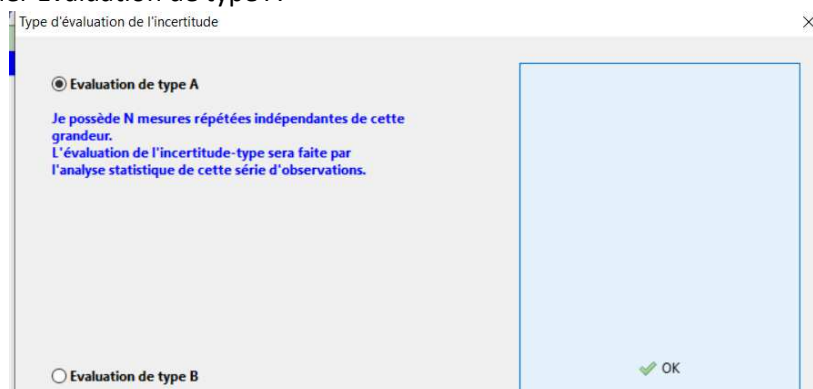 Evaluation de type A
Type d'évaluation de l'incertitude
Evaluation de type A
Je possède N mesures répétées indépendantes de cette
grandeur.
L'évaluation de l'incertitude-type sera faite par
l'analyse statistique de cette série d'observations.
OK
Evaluation de type B